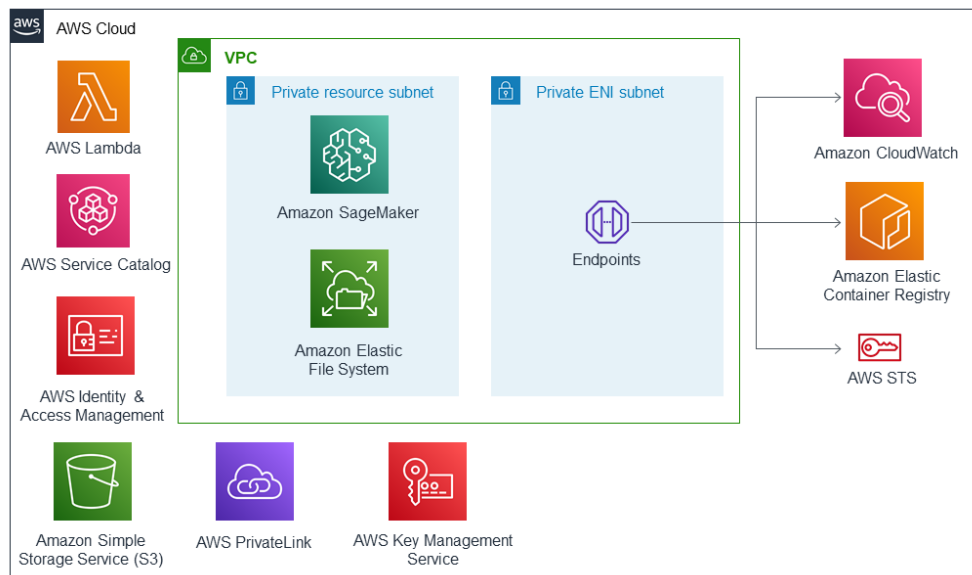 aws
AWS Cloud
VPC
Private resource subnet
Private ENI subnet
AWS Lambda
Amazon SageMaker
Amazon CloudWatch
AWS Service Catalog
Endpoints
Amazon Elastic
Container Registry
Amazon Elastic
File System
AWS STS
AWS Identity &
Access Management
Amazon Simple
Storage Service (S3)
AWS PrivateLink
AWS Key Management
Service